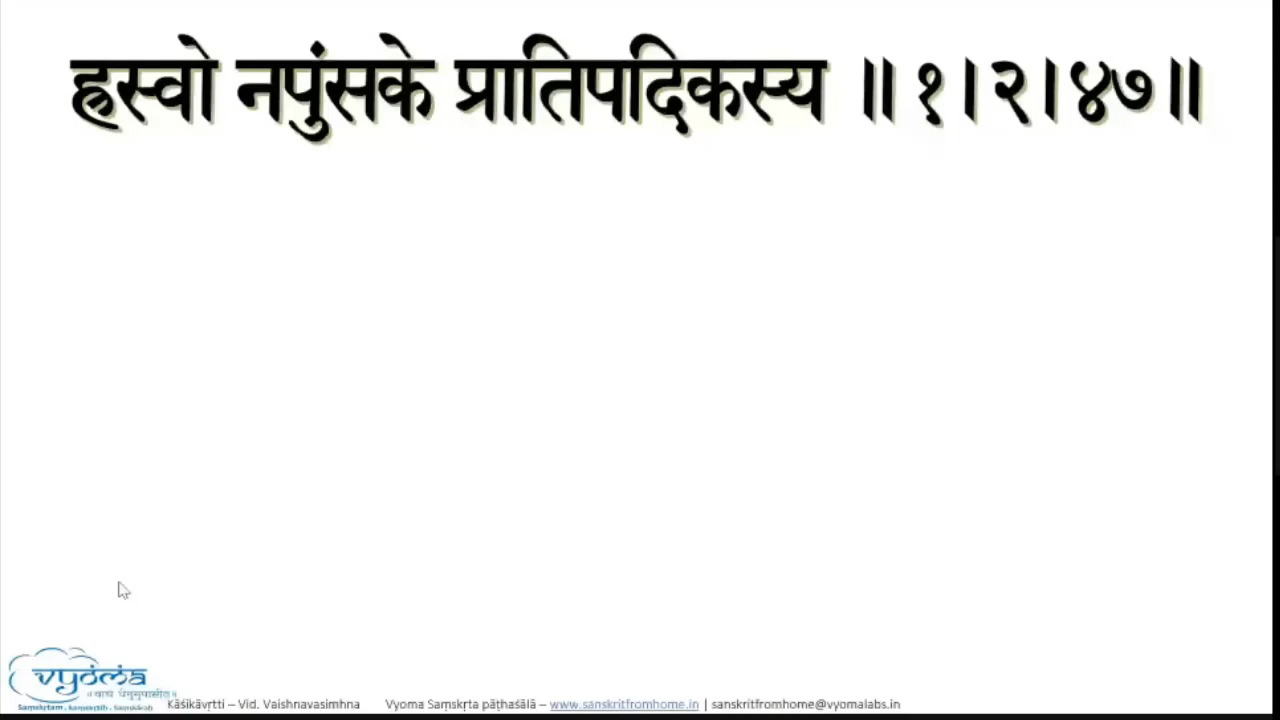 ह्रस्वो नपुंसके प्रातिपदिकस्य ॥१।२।४७॥
vyoma
Kāśikāvṛtti – Vid. Vaishnavasimhna Vyoma Saṃskṛta pāṭhaśālā – www.sanskritfromhome.in | sanskritfromhome@vyomalabs.in